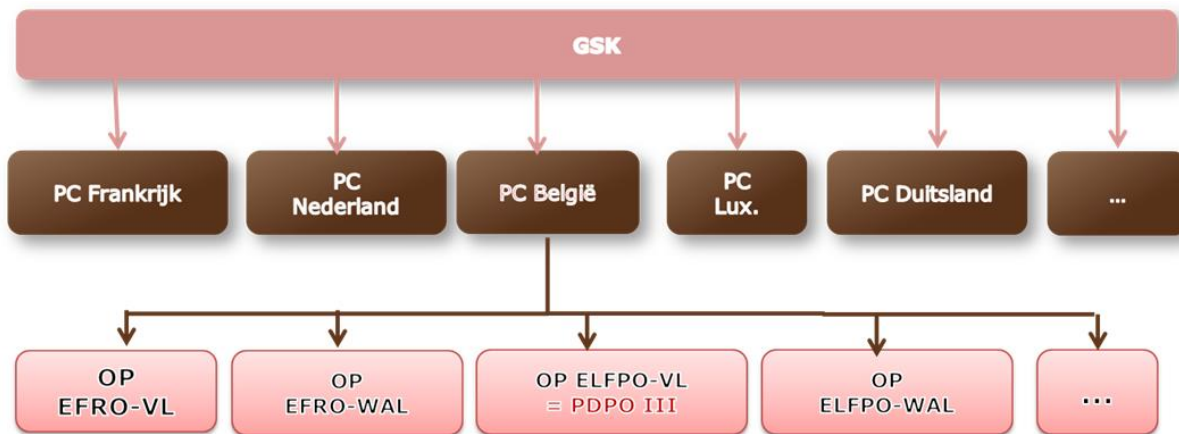 GSK
PC Frankrijk
PC
Nederland
PC België
PC
Lux.
PC Duitsland
...
OP
EFRO-VL
OP
EFRO-WAL
OP ELFPO-VL
= PDPO III
OP
ELFPO-WAL
...